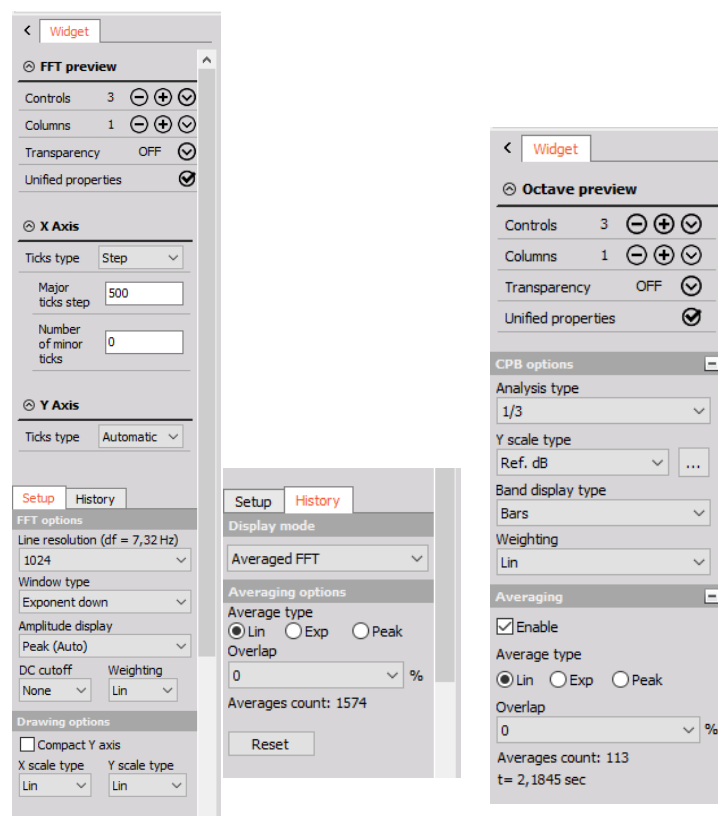 Widget
FFT preview
Controls 3
Columns 1
Transparency OFF
Unified properties
X Axis
Ticks type Step
Major
ticks step 500
Number
of minor
ticks 0
Y Axis
Ticks type Automatic
Setup History
FFT options
Line resolution (df = 7,32 Hz)
1024
Window type
Exponent down
Amplitude display
Peak (Auto)
DC cutoff Weighting
None Lin
Drawing options
Compact Y axis
X scale type Y scale type
Lin Lin
Setup History
Display mode
Averaged FFT
Averaging options
Average type
Lin Exp Peak
Overlap
0 %
Averages count: 1574
Reset
Widget
Octave preview
Controls 3
Columns 1
Transparency OFF
Unified properties
CPB options
Analysis type
1/3
Y scale type
Ref. dB ...
Band display type
Bars
Weighting
Lin
Averaging
Enable
Average type
Lin Exp Peak
Overlap
0 %
Averages count: 113
t= 2,1845 sec